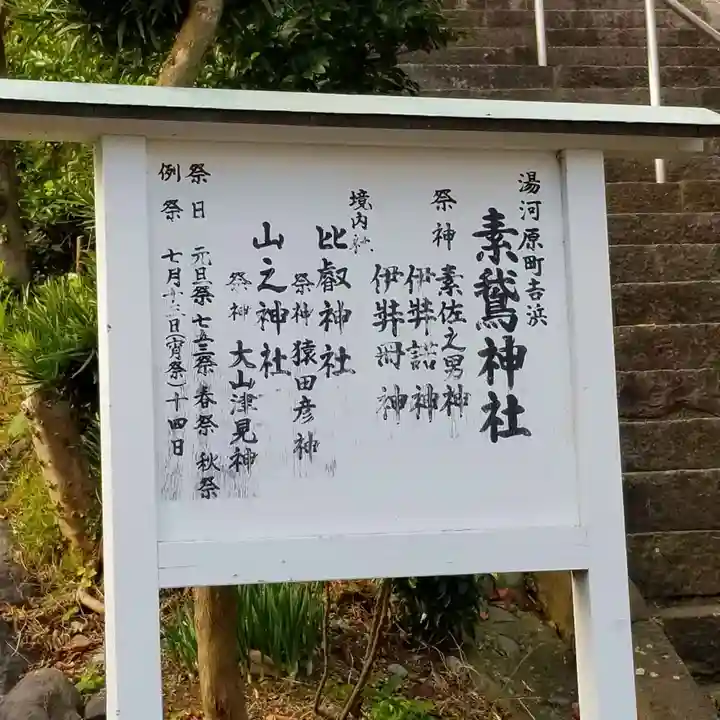 湯河原町吉浜
素鵞神社
祭神 素佐之男神
伊弉諾神
伊弉冊神
境内社
比叡神社
祭神 猿田彦神
山之神社
祭神 大山津見神
祭日 元旦祭 七五三祭 春祭 秋祭
例祭 七月十三日(宵祭)十四日